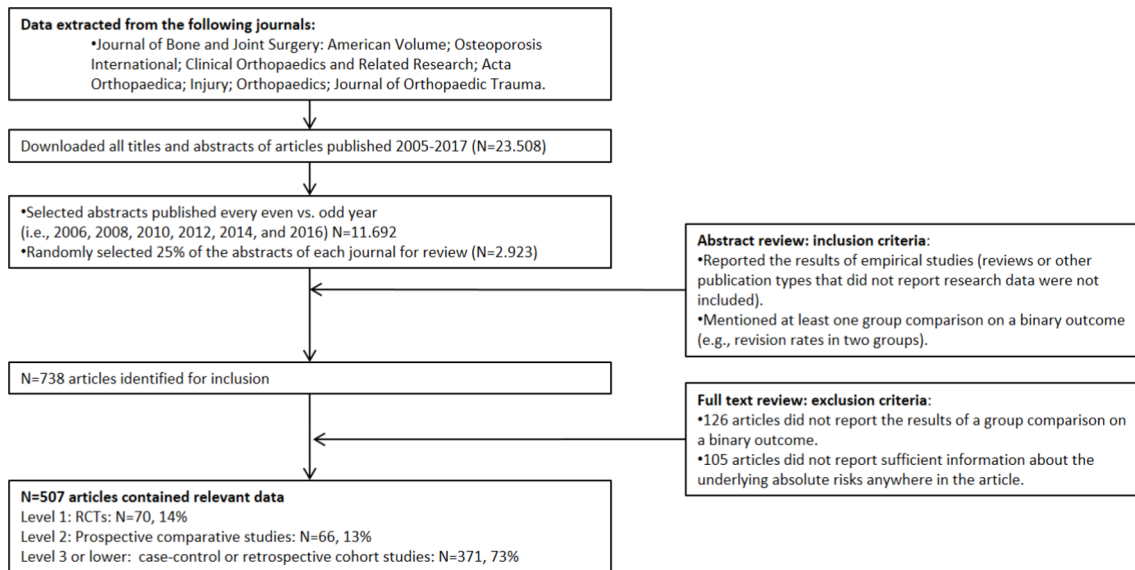 Data extracted from the following journals:
•Journal of Bone and Joint Surgery: American Volume; Osteoporosis
International; Clinical Orthopaedics and Related Research; Acta
Orthopaedica; Injury; Orthopaedics; Journal of Orthopaedic Trauma.
Downloaded all titles and abstracts of articles published 2005-2017 (N=23.508)
•Selected abstracts published every even vs. odd year
(i.e., 2006, 2008, 2010, 2012, 2014, and 2016) N=11.692
•Randomly selected 25% of the abstracts of each journal for review (N=2.923)
Abstract review: inclusion criteria:
•Reported the results of empirical studies (reviews or other
publication types that did not report research data were not
included).
•Mentioned at least one group comparison on a binary outcome
(e.g., revision rates in two groups).
N=738 articles identified for inclusion
Full text review: exclusion criteria:
•126 articles did not report the results of a group comparison on
a binary outcome.
•105 articles did not report sufficient information about the
underlying absolute risks anywhere in the article.
N=507 articles contained relevant data
Level 1: RCTs: N=70, 14%
Level 2: Prospective comparative studies: N=66, 13%
Level 3 or lower:  case-control or retrospective cohort studies: N=371, 73%